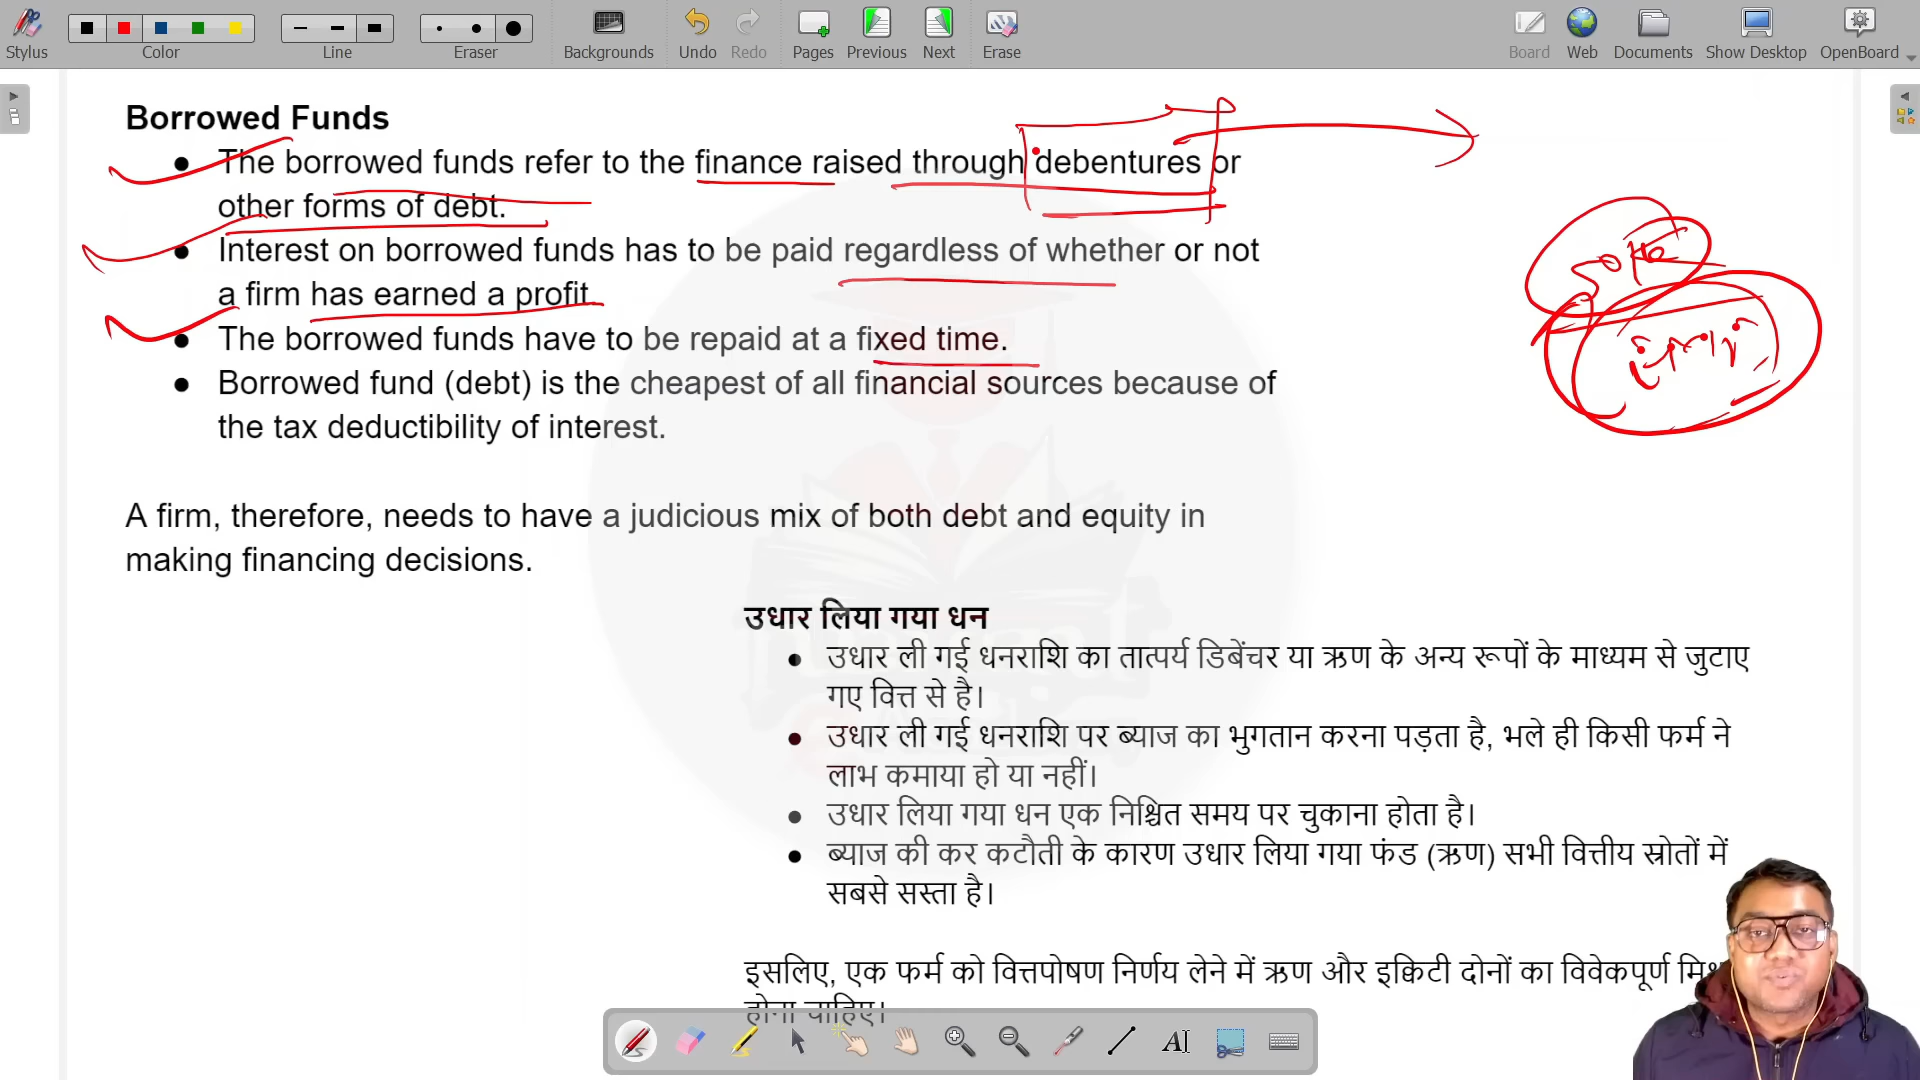 Stylus
Color
Line
Eraser
Backgrounds
Undo
Redo
Pages
Previous
Next
Erase
Board
Web
Documents
Show Desktop
OpenBoard
Borrowed Funds
● The borrowed funds refer to the finance raised through debentures or
other forms of debt.
● Interest on borrowed funds has to be paid regardless of whether or not
a firm has earned a profit.
● The borrowed funds have to be repaid at a fixed time.
● Borrowed fund (debt) is the cheapest of all financial sources because of
the tax deductibility of interest.
A firm, therefore, needs to have a judicious mix of both debt and equity in
making financing decisions.
उधार लिया गया धन
● उधार ली गई धनराशि का तात्पर्य डिबेंचर या ऋण के अन्य रूपों के माध्यम से जुटाए
गए वित्त से है।
● उधार ली गई धनराशि पर ब्याज का भुगतान करना पड़ता है, भले ही किसी फर्म ने
लाभ कमाया हो या नहीं।
● उधार लिया गया धन एक निश्चित समय पर चुकाना होता है।
● ब्याज की कर कटौती के कारण उधार लिया गया फंड (ऋण) सभी वित्तीय स्रोतों में
सबसे सस्ता है।
इसलिए, एक फर्म को वित्तपोषण निर्णय लेने में ऋण और इक्विटी दोनों का विवेकपूर्ण
होना चाहिए।